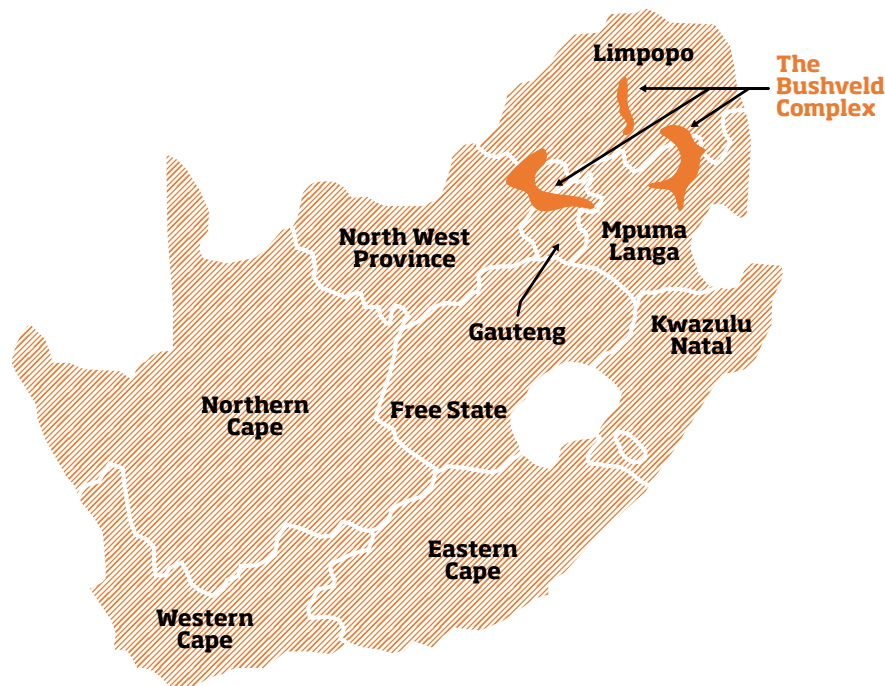 Limpopo
The
Bushveld
Complex
North West
Province
Mpuma
Langa
Gauteng
Kwazulu
Natal
Northern
Cape
Free State
Eastern
Cape
Western
Cape